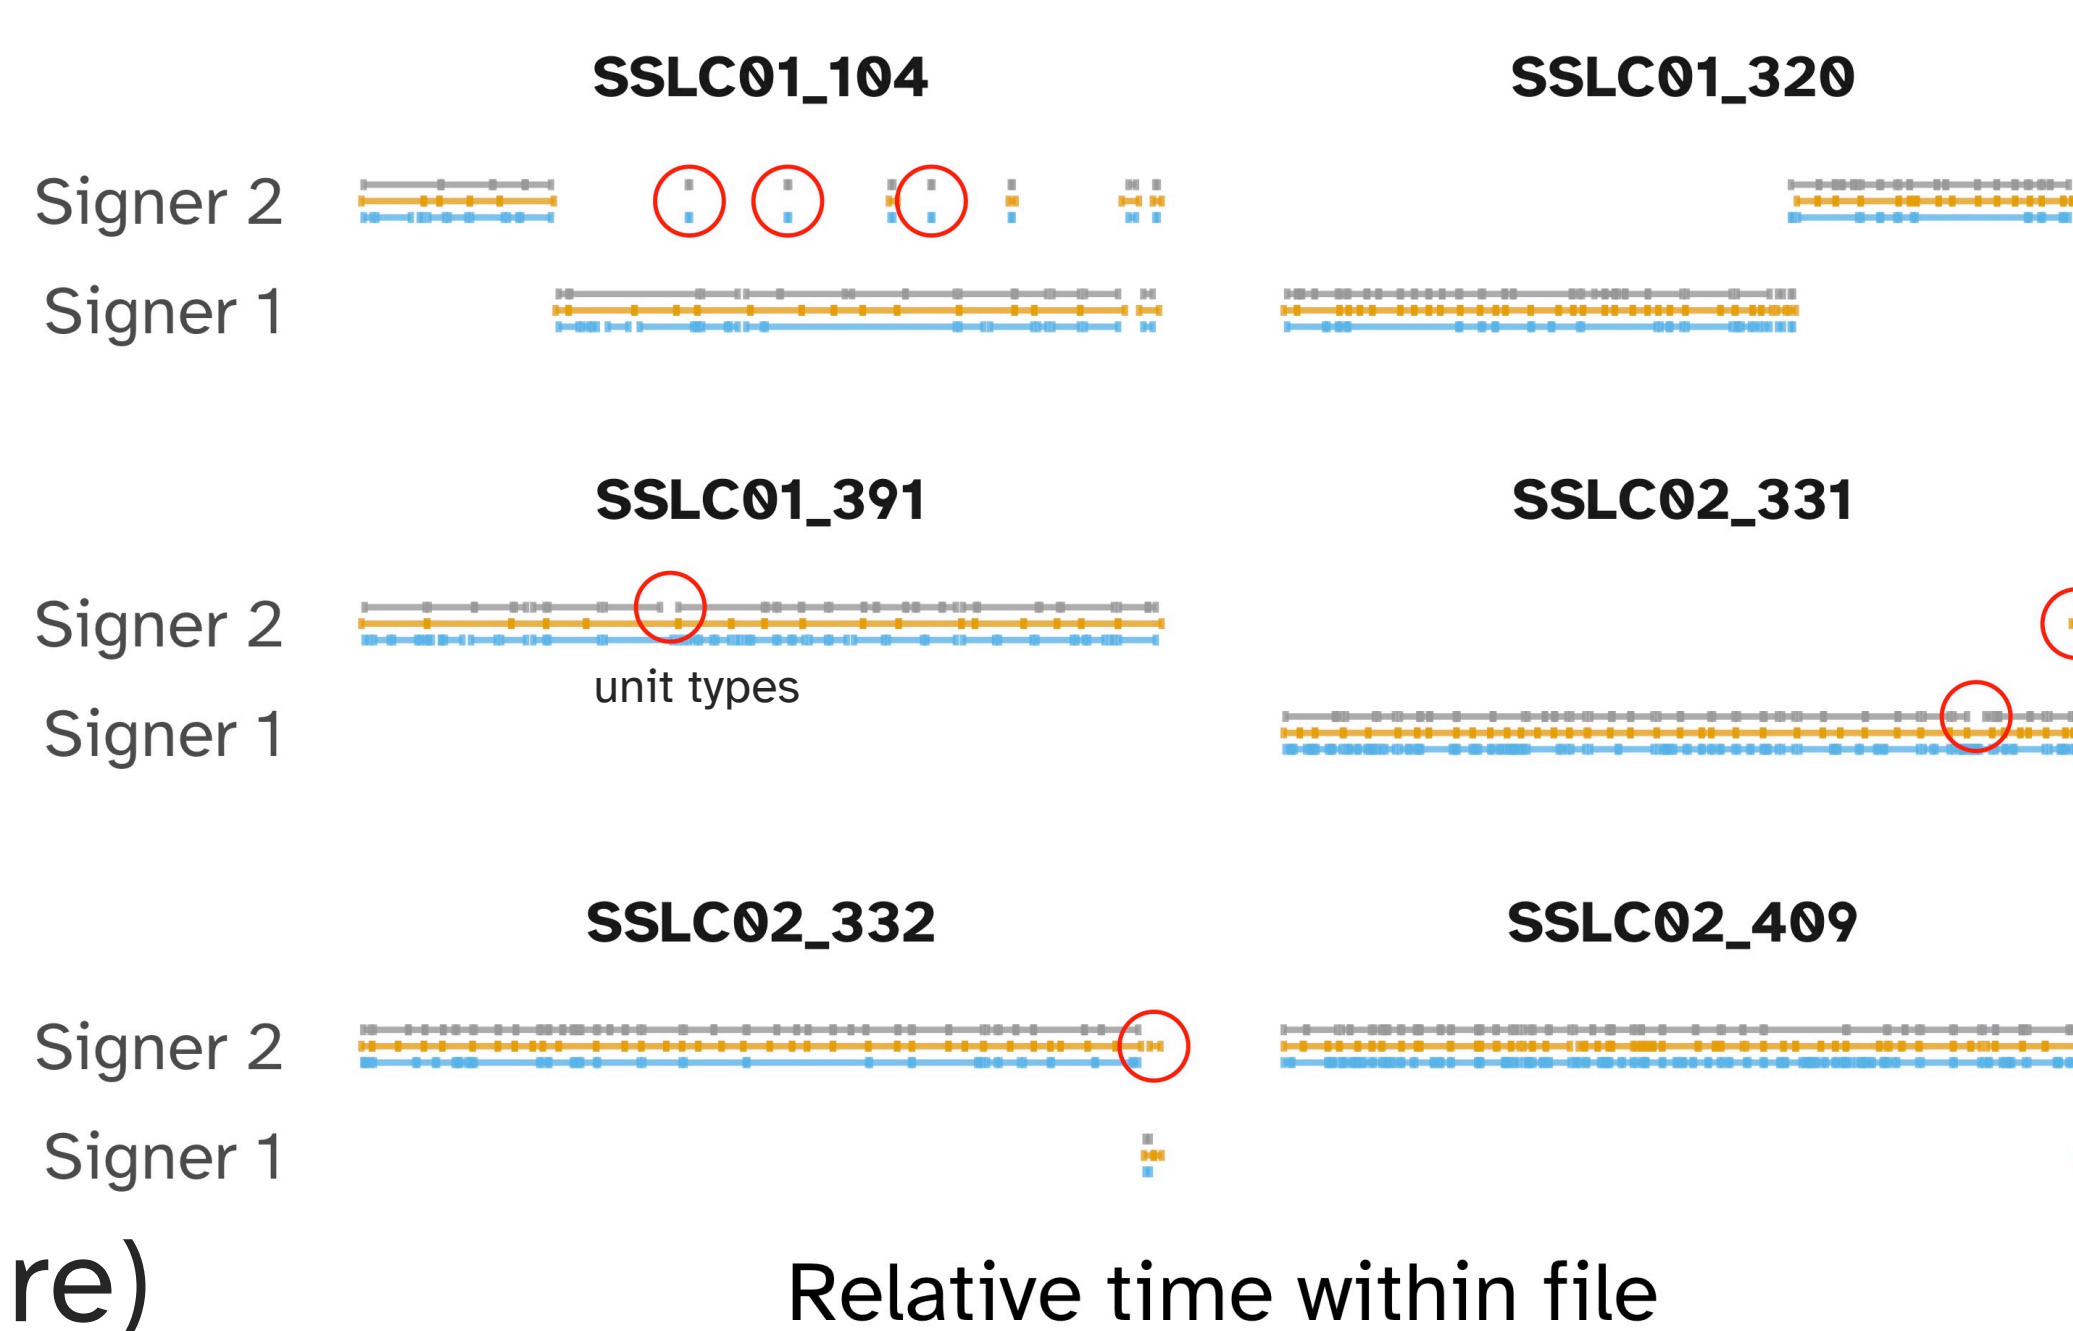 SSLC01_104
SSLC01_320
Signer 2
Signer 1
SSLC01_391
SSLC02_331
Signer 2
unit types
Signer 1
SSLC02_332
SSLC02_409
Signer 2
Signer 1
re)
Relative time within file